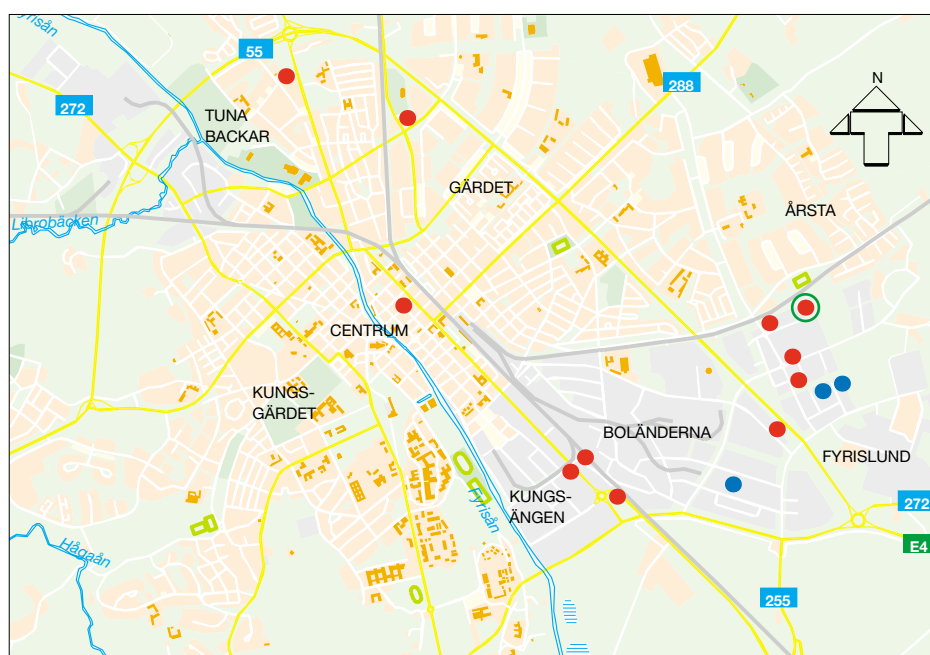 Fyrisån
55
272
288
N
TUNA
BACKAR
GÄRDET
ÅRSTA
Librobäcken
CENTRUM
KUNGS-
GÄRDET
BOLÄNDERNA
FYRISLUND
KUNGS-
ÄNGEN
Fyrisån
272
E4
Hågaån
255